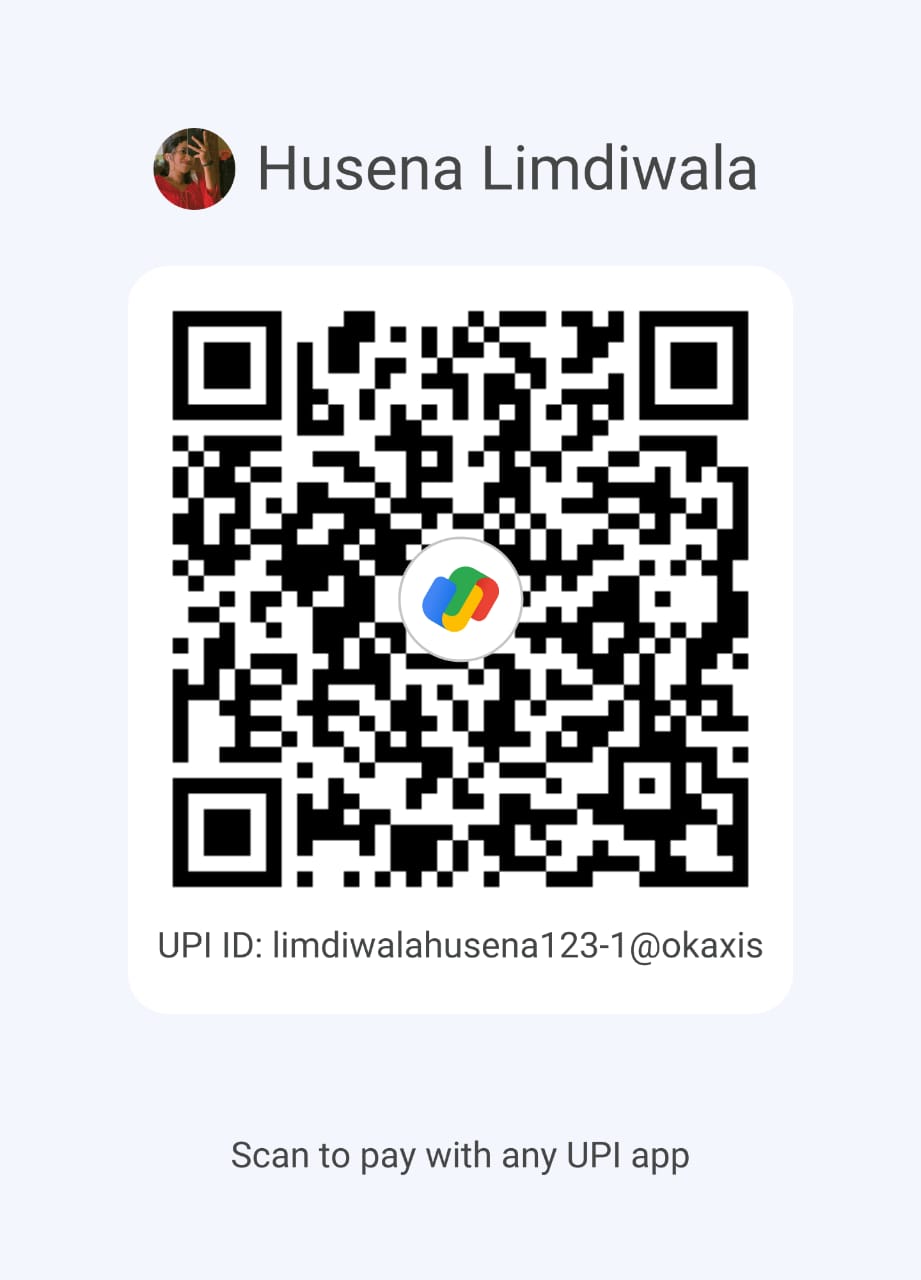 Husena Limdiwala
UPI ID: limdiwalahusena123-1@okaxis
Scan to pay with any UPI app